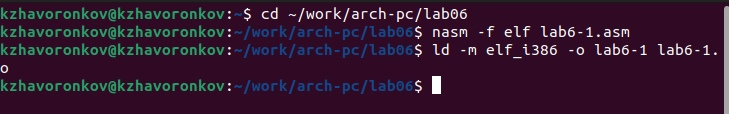 kzhavoronkov@kzhavoronkov:~$ cd ~/work/arch-pc/lab06
kzhavoronkov@kzhavoronkov:~/work/arch-pc/lab06$ nasm -f elf lab6-1.asm
kzhavoronkov@kzhavoronkov:~/work/arch-pc/lab06$ ld -m elf_i386 -o lab6-1 lab6-1.
o
kzhavoronkov@kzhavoronkov:~/work/arch-pc/lab06$